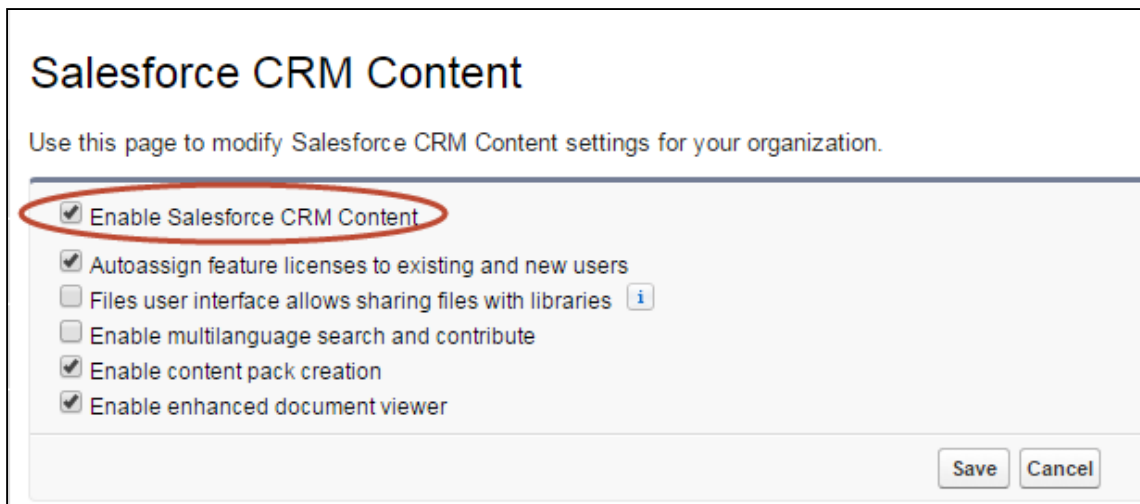 Salesforce CRM Content
Use this page to modify Salesforce CRM Content settings for your organization.
Enable Salesforce CRM Content
Autoassign feature licenses to existing and new users
Files user interface allows sharing files with libraries i
Enable multilanguage search and contribute
Enable content pack creation
Enable enhanced document viewer
Save Cancel